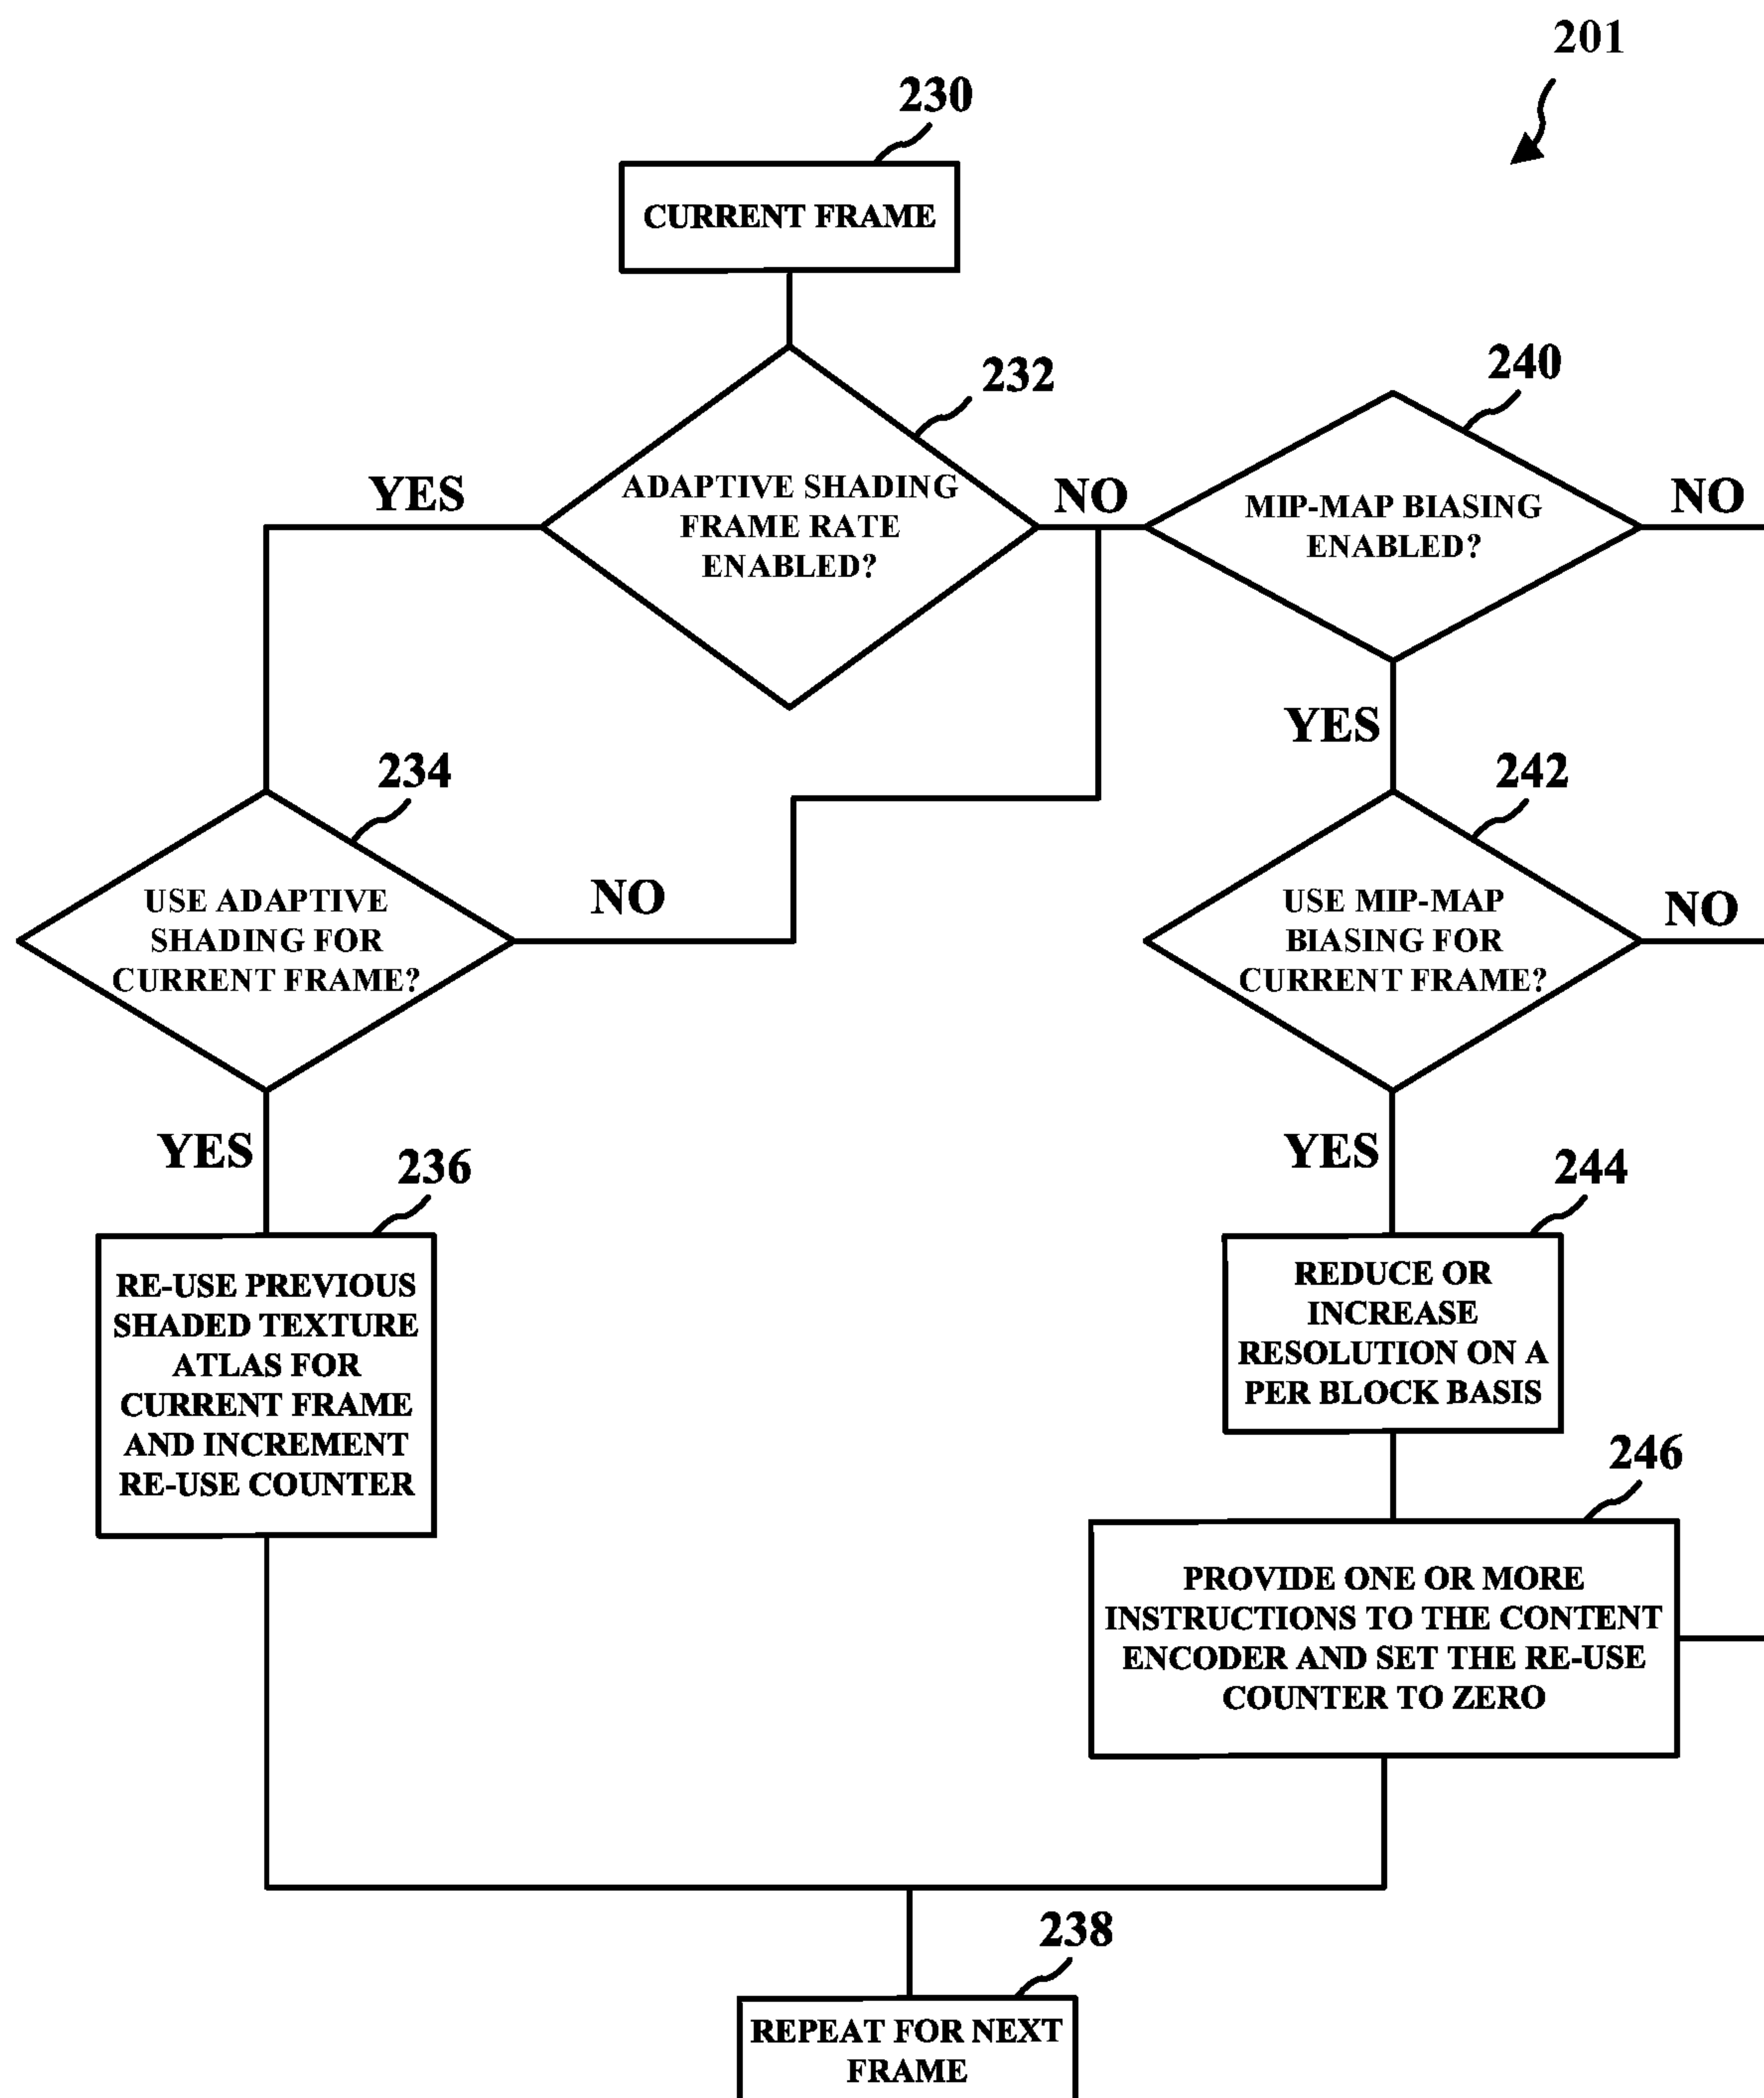 201
230
CURRENT FRAME
232
ADAPTIVE SHADING
FRAME RATE
ENABLED?
YES
NO
240
MIP-MAP BIASING
ENABLED?
NO
YES
234
USE ADAPTIVE
SHADING FOR
CURRENT FRAME?
NO
242
USE MIP-MAP
BIASING FOR
CURRENT FRAME?
NO
YES
236
RE-USE PREVIOUS
SHADED TEXTURE
ATLAS FOR
CURRENT FRAME
AND INCREMENT
RE-USE COUNTER
YES
244
REDUCE OR
INCREASE
RESOLUTION ON A
PER BLOCK BASIS
246
PROVIDE ONE OR MORE
INSTRUCTIONS TO THE CONTENT
ENCODER AND SET THE RE-USE
COUNTER TO ZERO
238
REPEAT FOR NEXT
FRAME